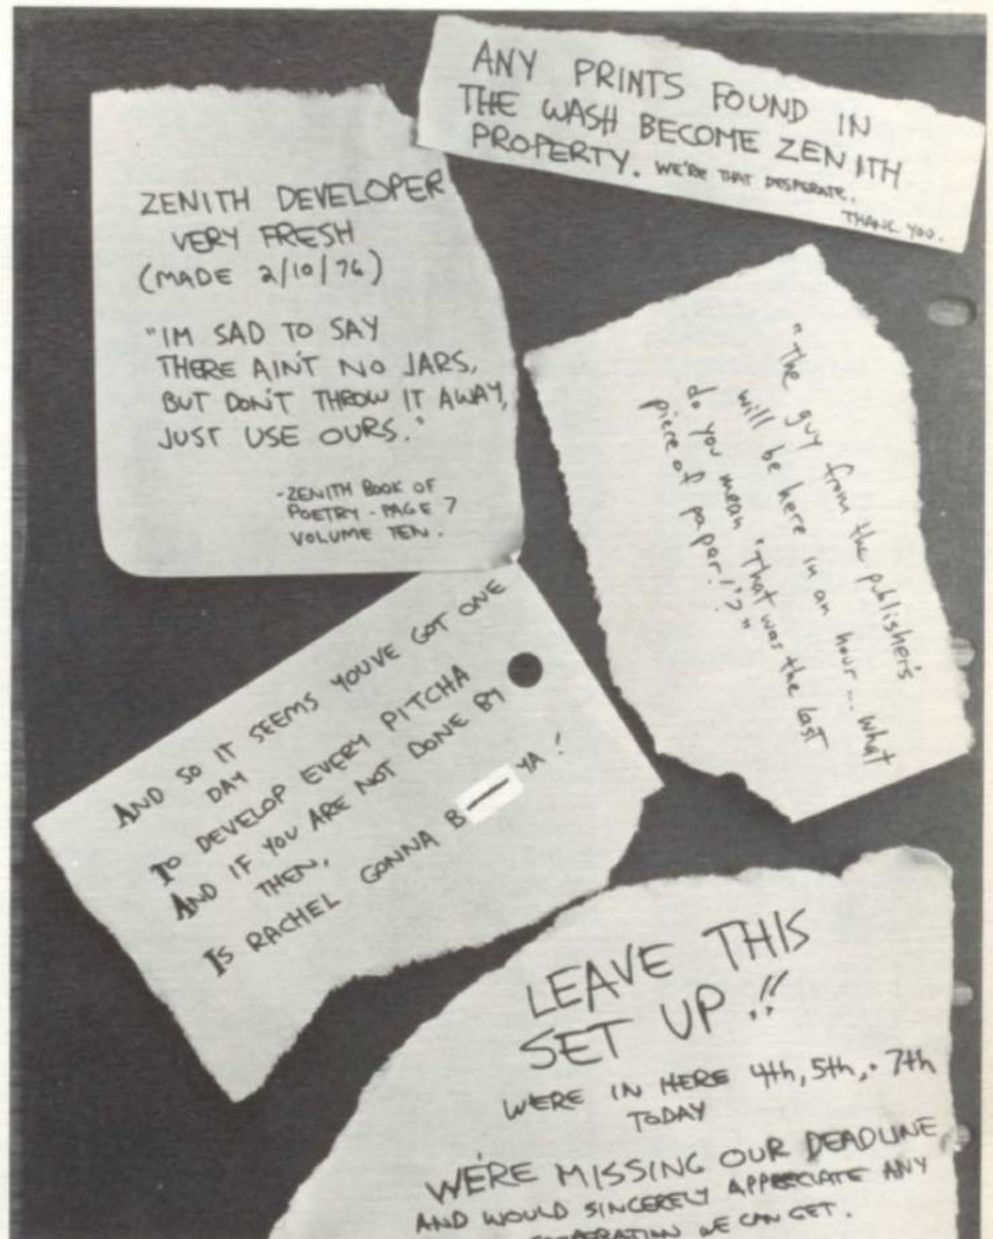 ANY PRINTS FOUND IN
THE WASH BECOME ZENITH
PROPERTY. WE'RE THAT DESPERATE.
THANK YOU.
ZENITH DEVELOPER
VERY FRESH
(MADE 2/10/76)
"IM SAD TO SAY
THERE AIN'T NO JARS,
BUT DON'T THROW IT AWAY,
JUST USE OURS."
-ZENITH BOOK OF
POETRY - PAGE 7
VOLUME TEN.
"The guy from the publisher's
will be here in an hour... what
do you mean 'That was the last
piece of paper!'?"
AND SO IT SEEMS YOUVE GOT ONE
DAY
TO DEVELOP EVERY PITCHA
AND IF YOU ARE NOT DONE BY
THEN,
IS RACHEL GONNA B— YA!
LEAVE THIS
SET UP!!
WERE IN HERE 4th, 5th, + 7th
TODAY
WE'RE MISSING OUR DEADLINE
AND WOULD SINCERELY APPRECIATE ANY
WE CAN GET.